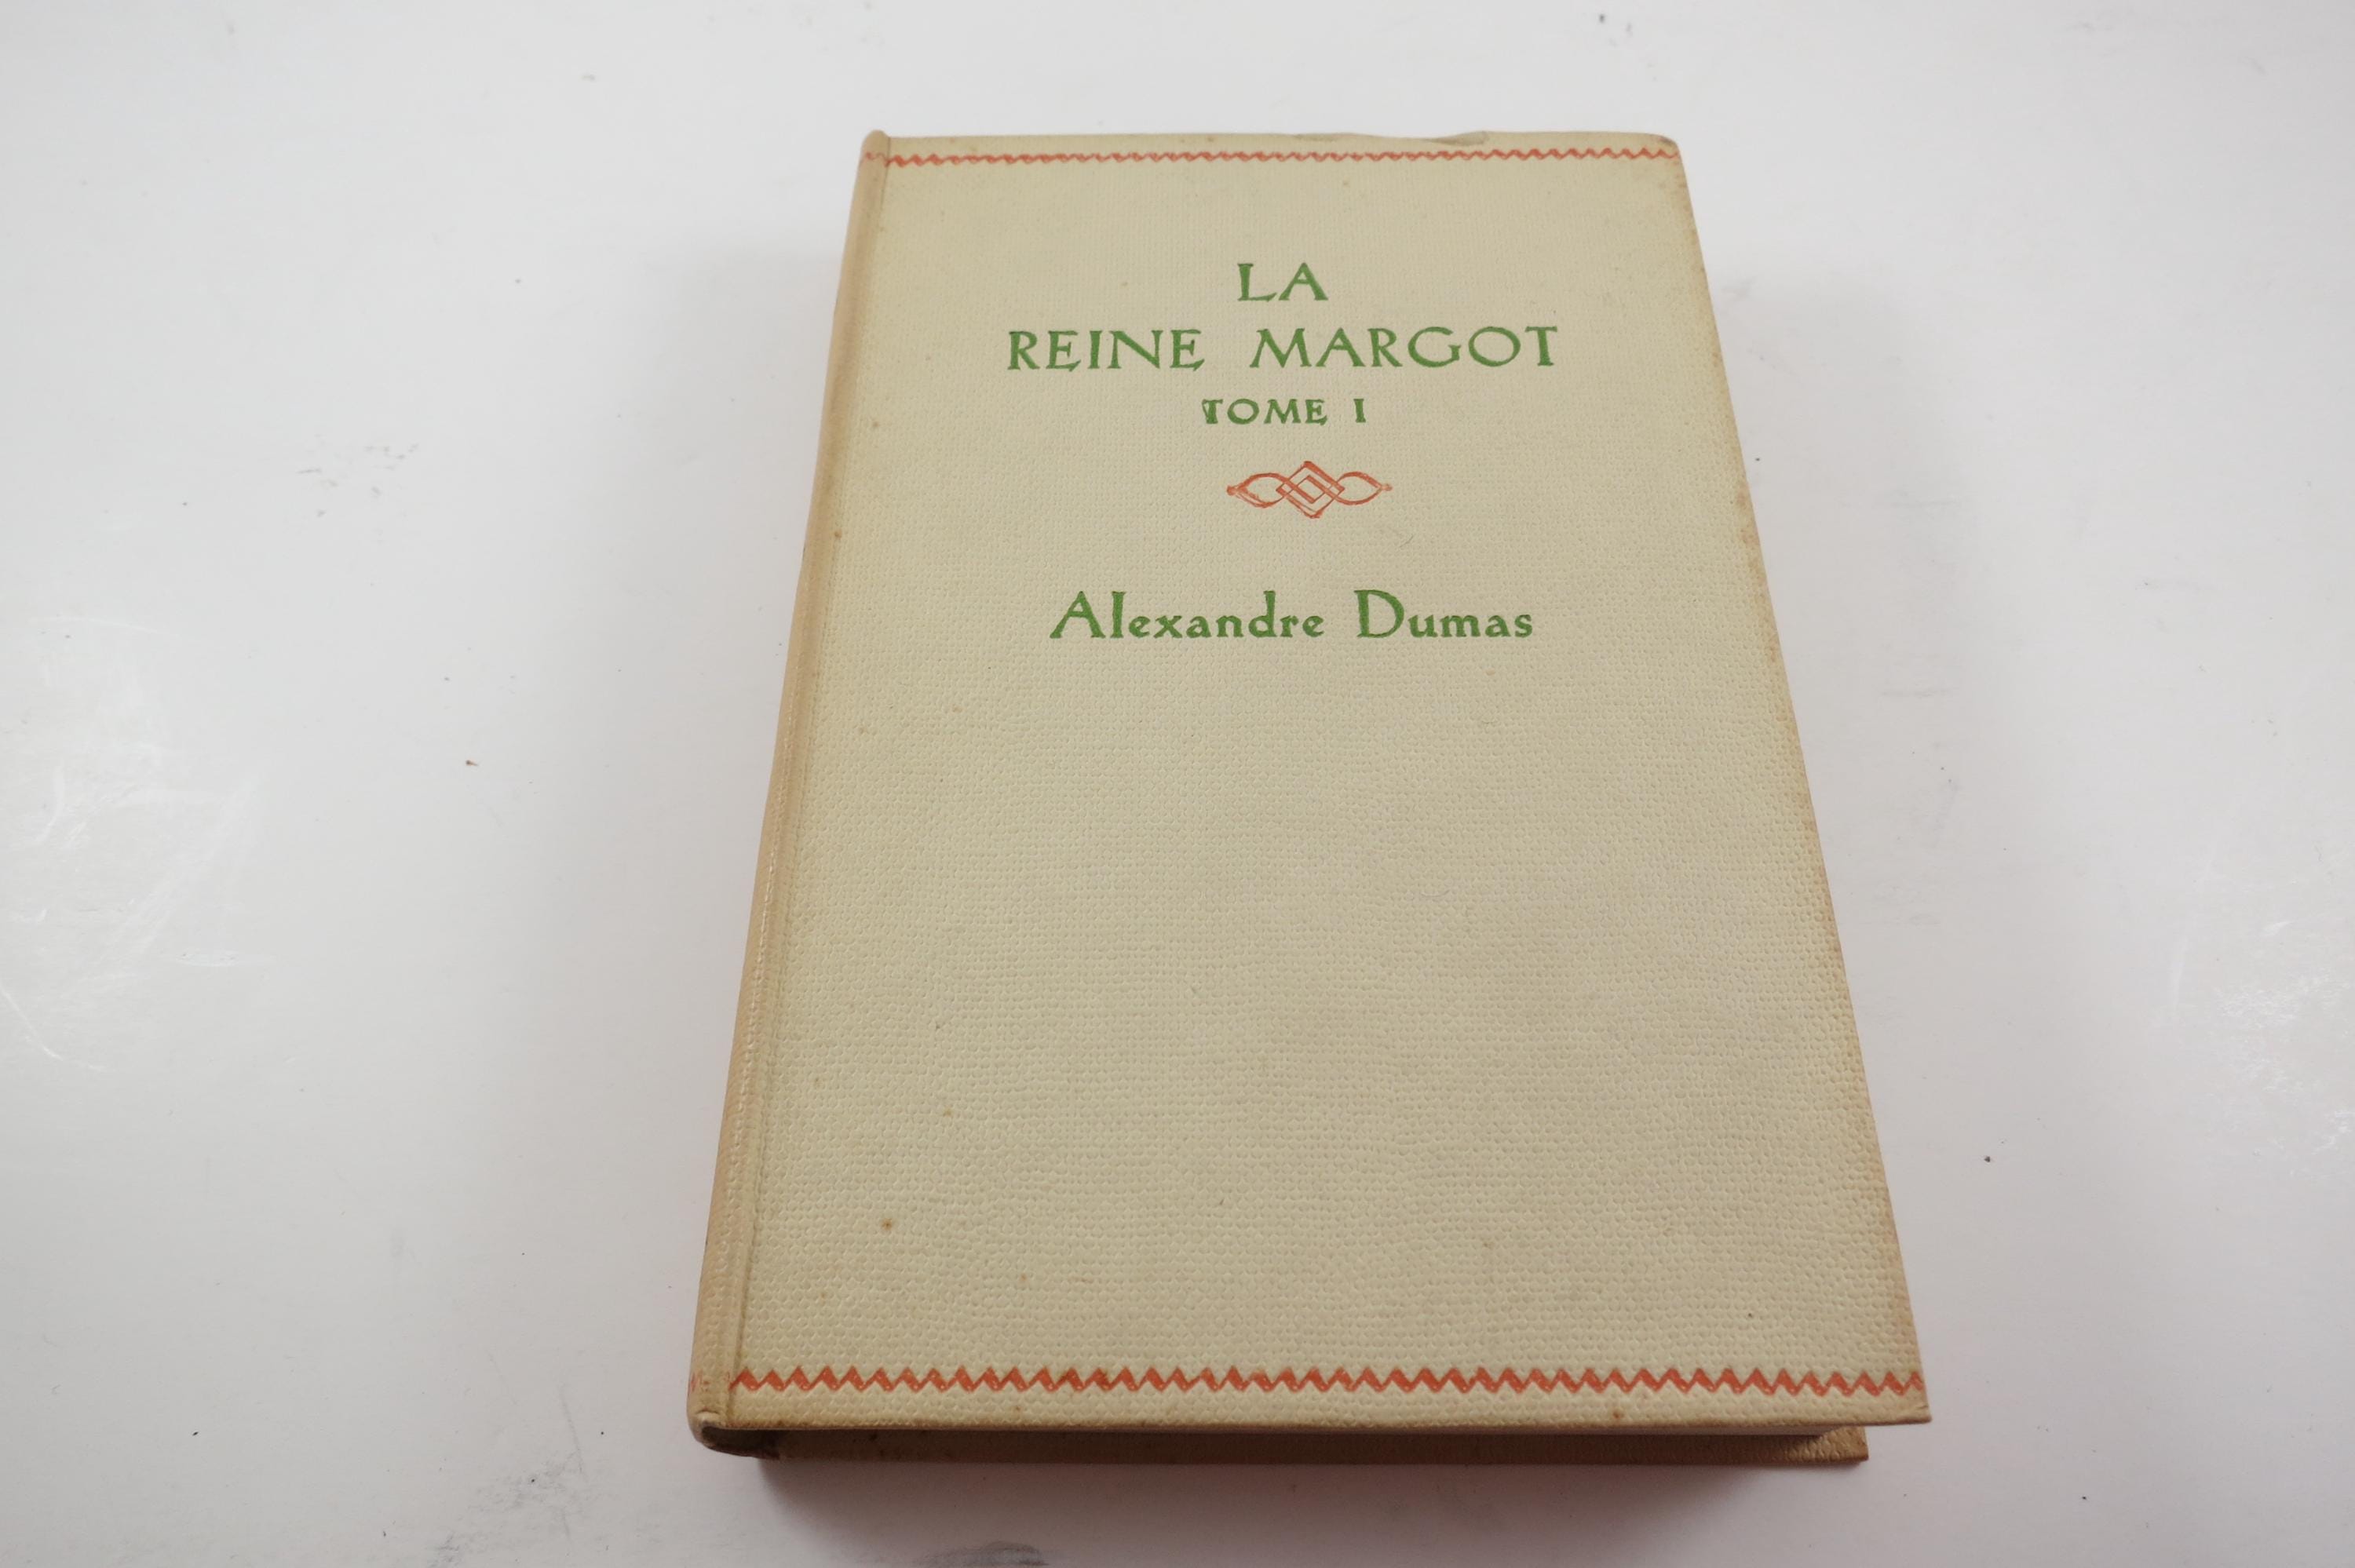 LA
REINE MARGOT
TOME I
Alexandre Dumas